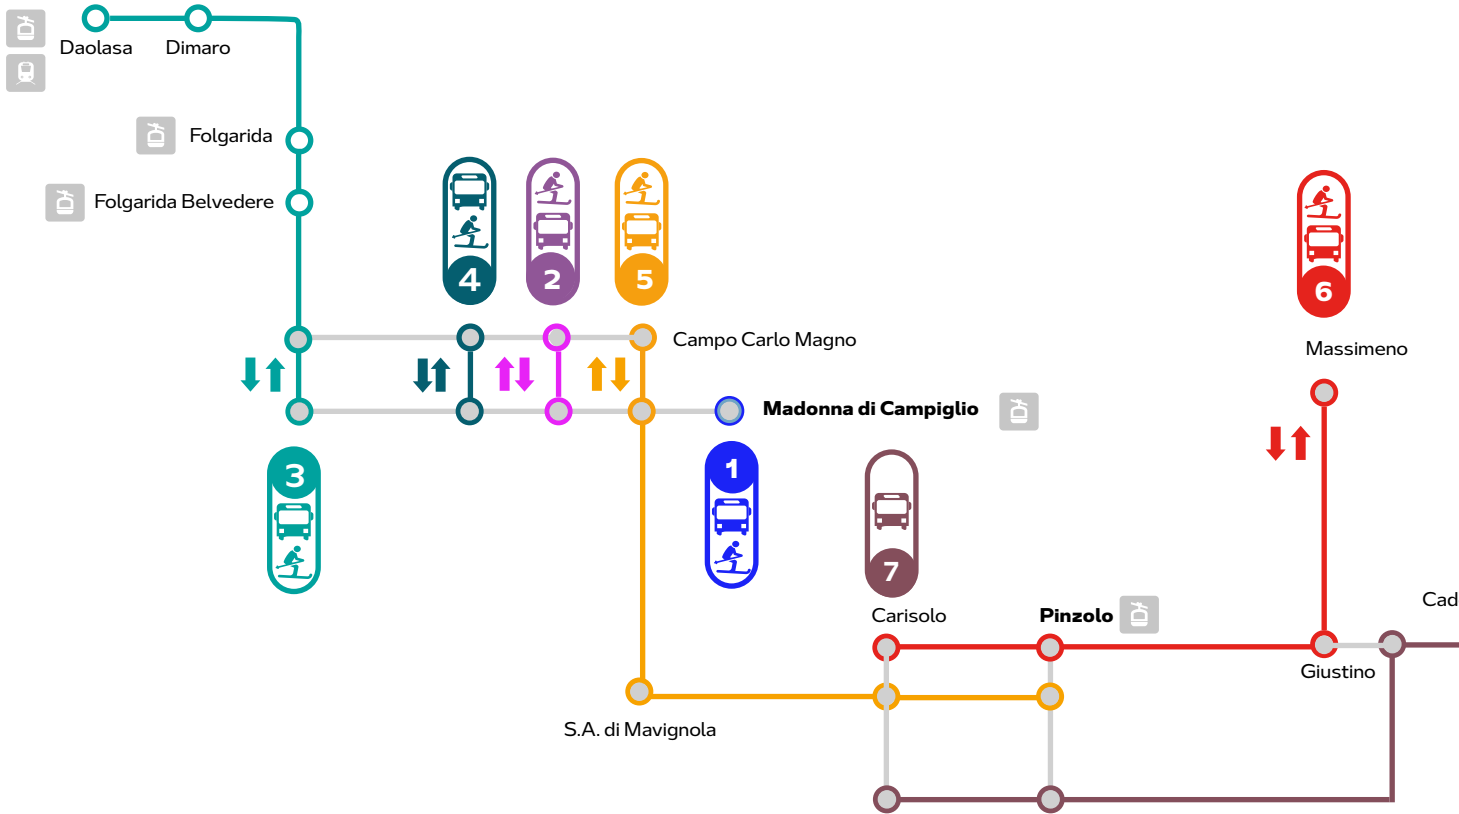 Daolasa
Dimaro
Folgarida
Folgarida Belvedere
4
2
5
6
Campo Carlo Magno
Massimeno
Madonna di Campiglio
3
1
7
Carisolo
Pinzolo
Cad
Giustino
S.A. di Mavignola